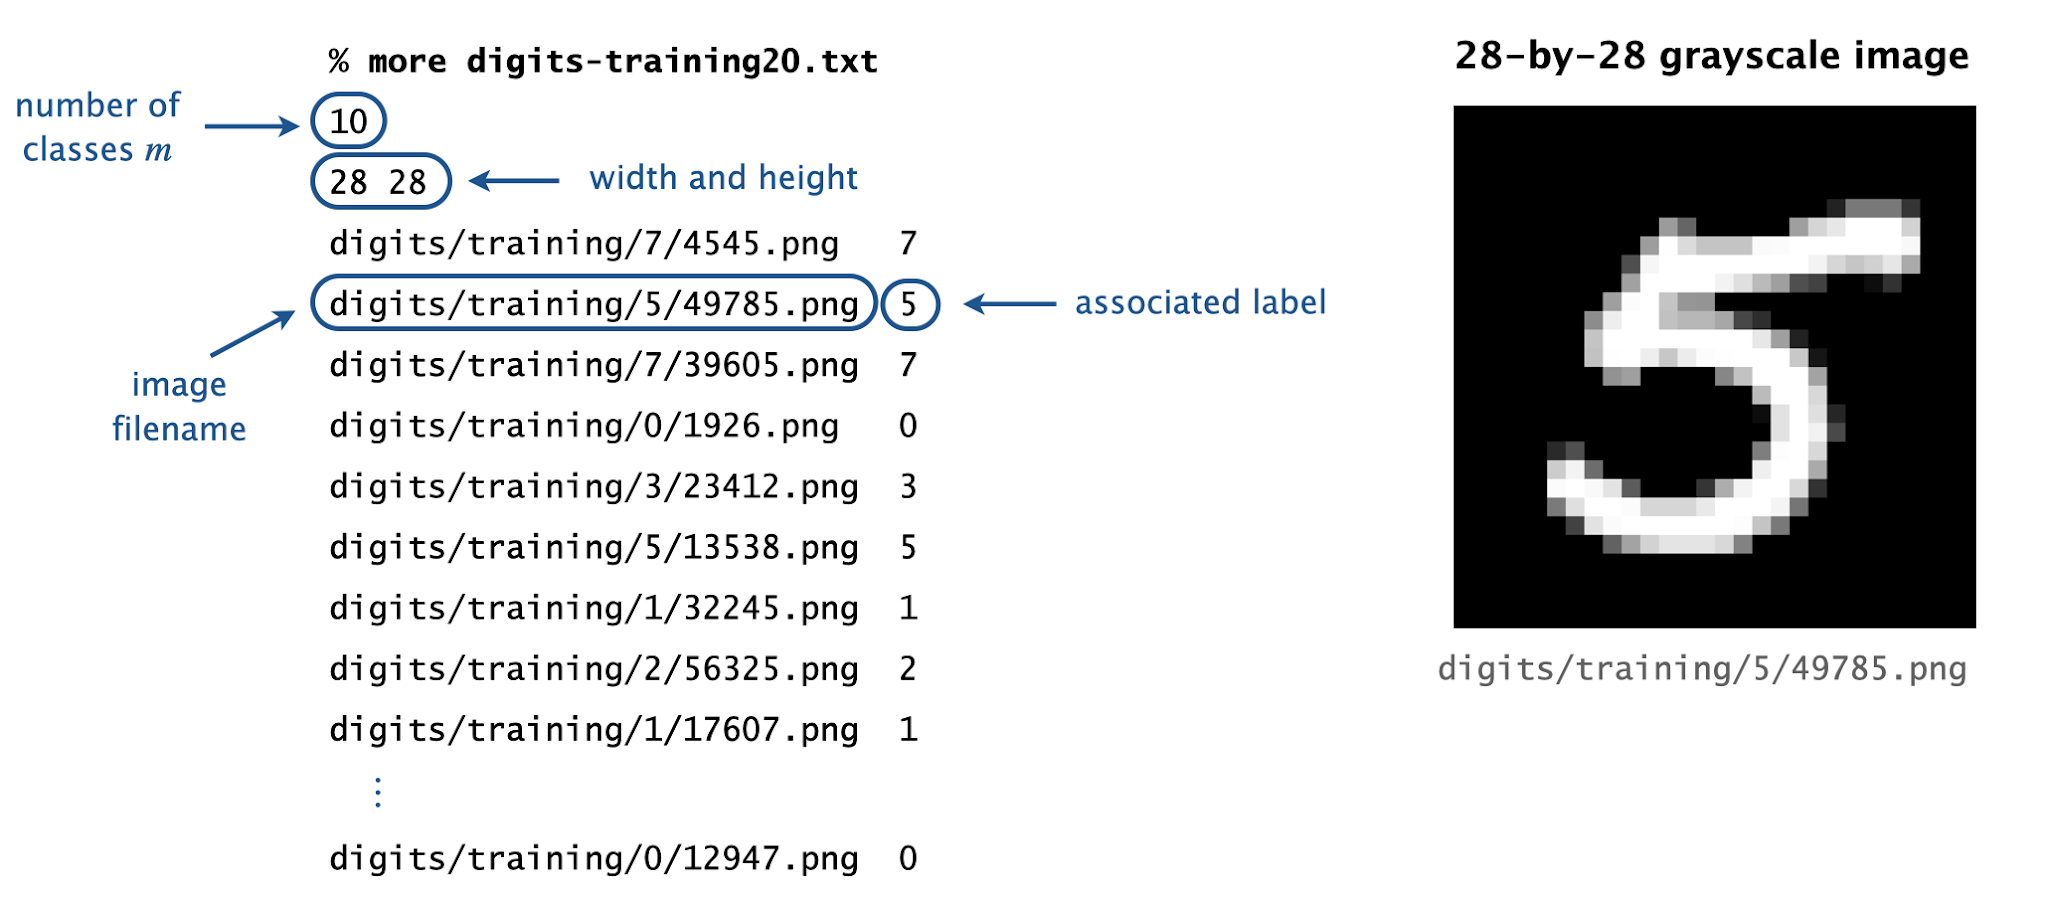 % more digits-training20.txt
number of
classes m
10
28 28
width and height
digits/training/7/4545.png 7
digits/training/5/49785.png 5
associated label
image
filename
digits/training/7/39605.png 7
digits/training/0/1926.png 0
digits/training/3/23412.png 3
digits/training/5/13538.png 5
digits/training/1/32245.png 1
digits/training/2/56325.png 2
digits/training/1/17607.png 1
⋮
digits/training/0/12947.png 0
28-by-28 grayscale image
5
digits/training/5/49785.png